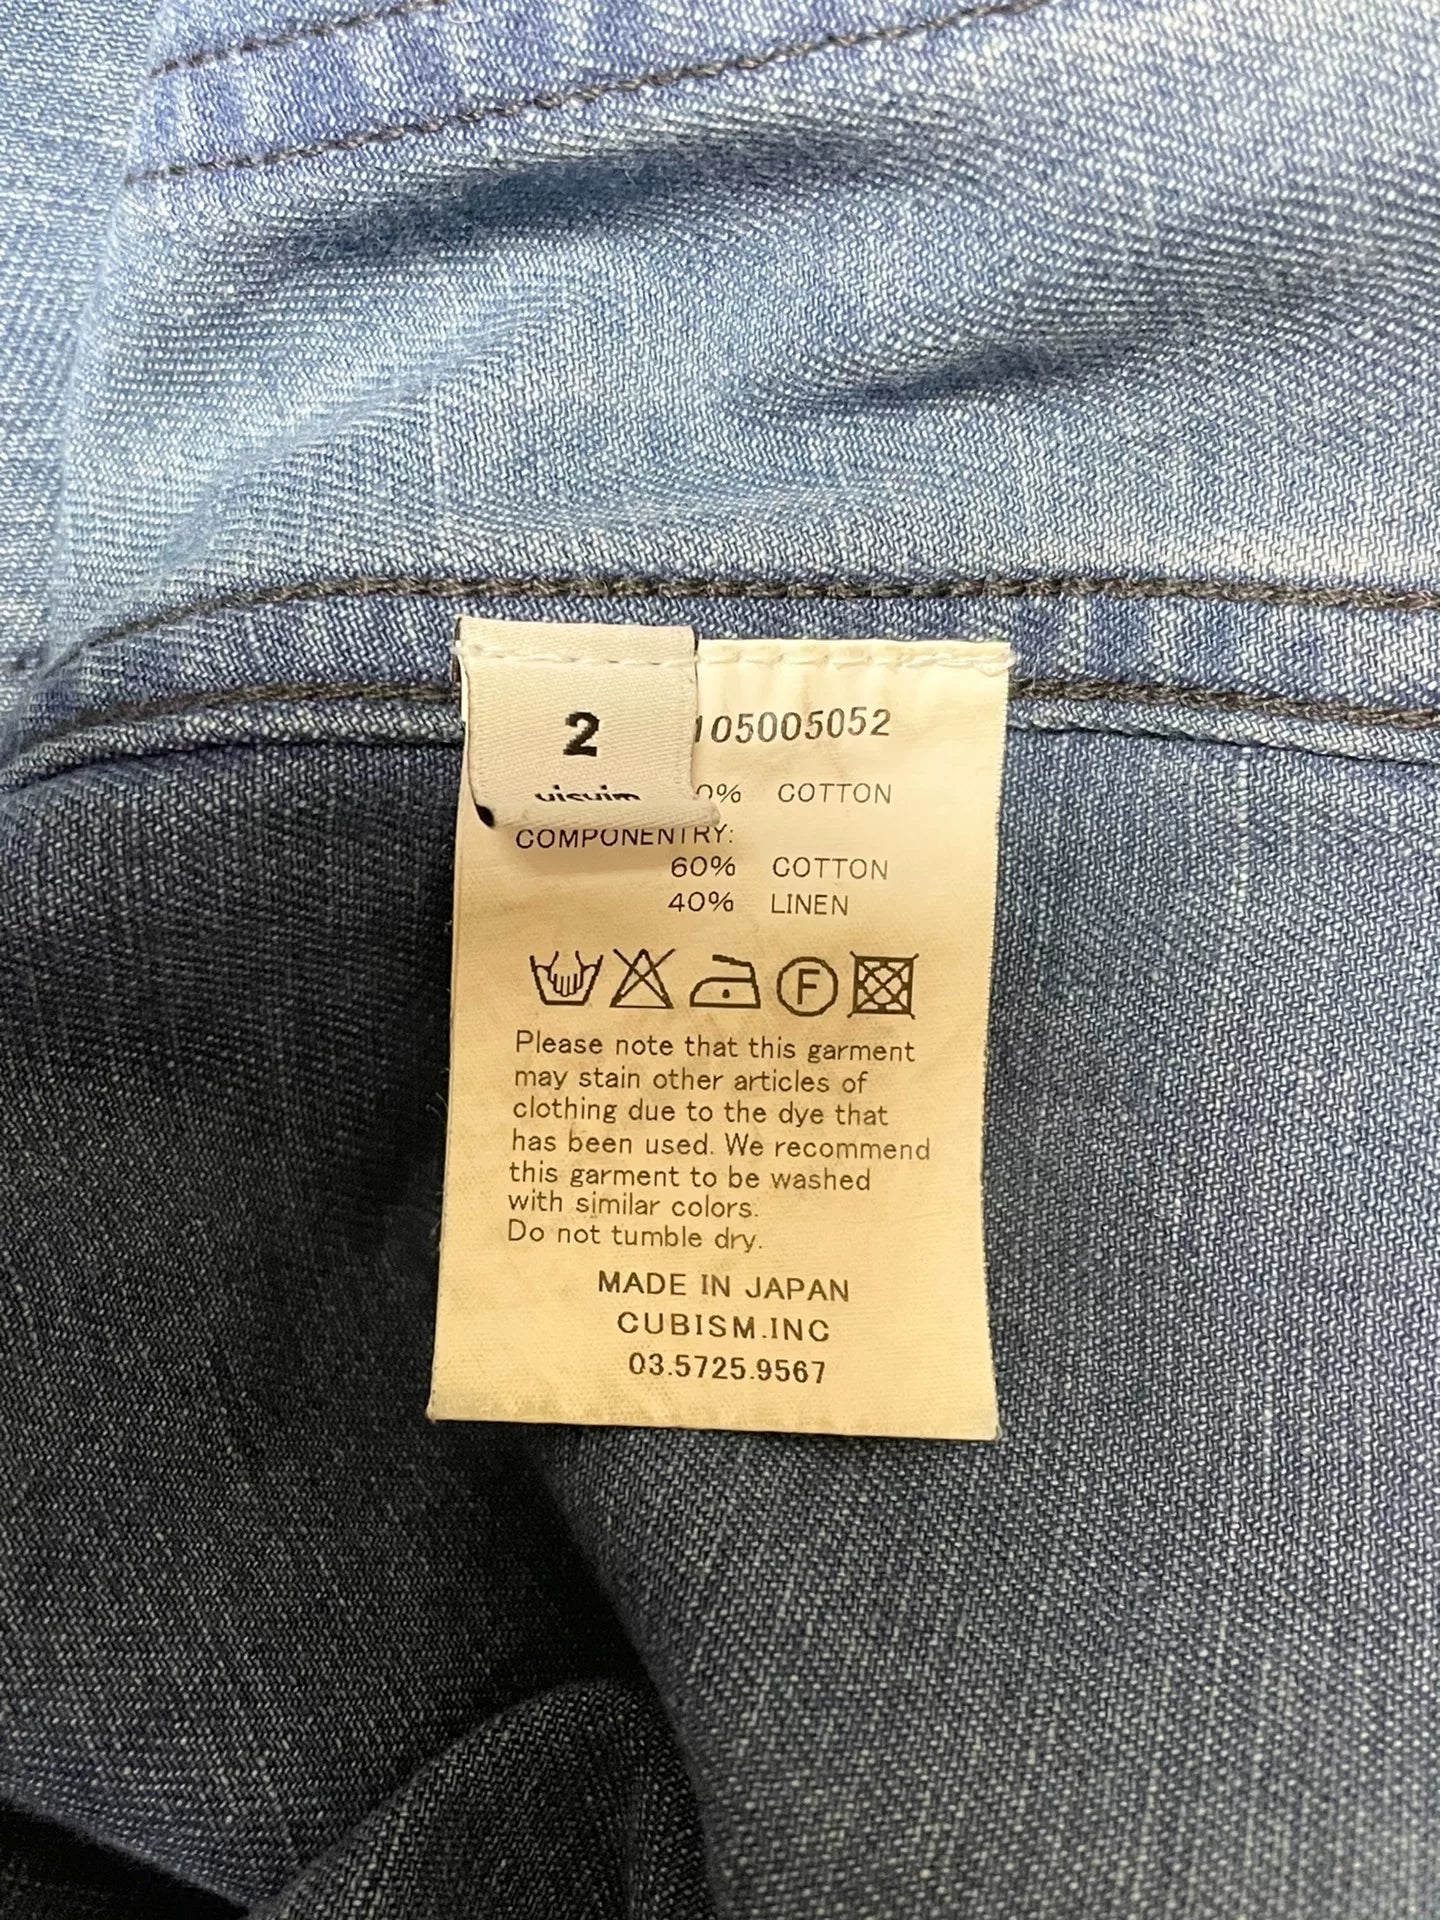 2
105005052
visvim
0% COTTON
COMPONENTRY:
60% COTTON
40% LINEN
F
Please note that this garment
may stain other articles of
clothing due to the dye that
has been used. We recommend
this garment to be washed
with similar colors.
Do not tumble dry.
MADE IN JAPAN
CUBISM.INC
03.5725.9567